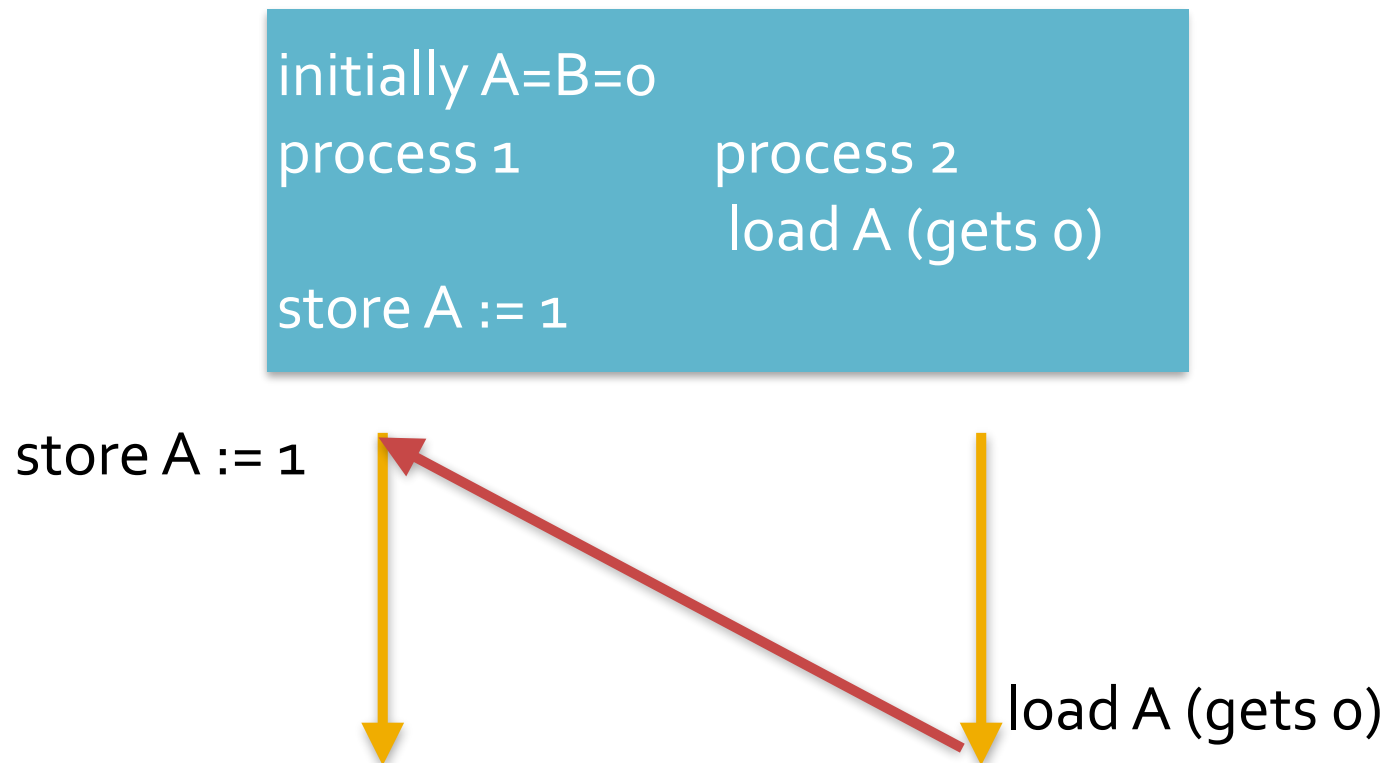 initially A=B=0
process 1 process 2
load A (gets 0)
store A := 1
store A := 1
load A (gets 0)